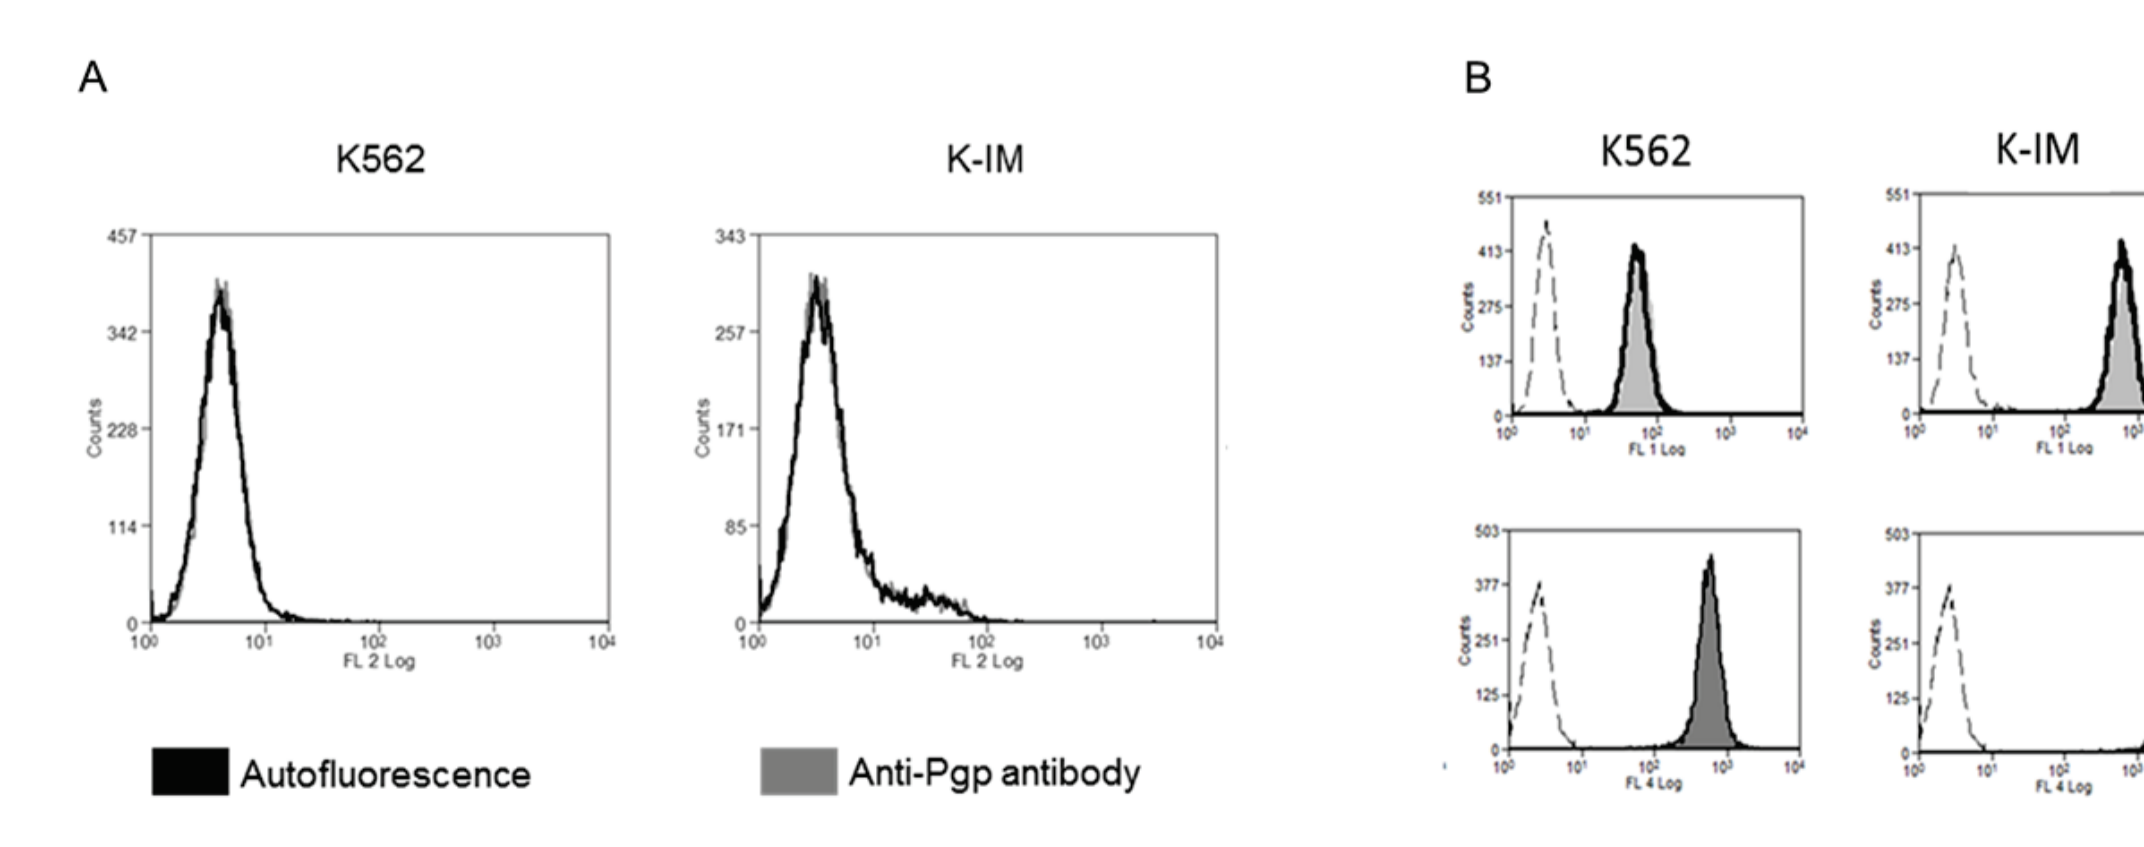 A
B
K562
K-IM
K562
K-IM
457
342
228
114
0
Counts
10⁰ 10¹ 10² 10³ 10⁴
FL 2 Log
343
257
171
85
0
Counts
10⁰ 10¹ 10² 10³ 10⁴
FL 2 Log
551
413
275
137
0
Counts
10⁰ 10¹ 10² 10³ 10⁴
FL 1 Log
551
413
275
137
0
Counts
10⁰ 10¹ 10² 10³
FL 1 Log
503
377
251
125
0
Counts
10⁰ 10¹ 10² 10³ 10⁴
FL 4 Log
503
377
251
125
0
Counts
10⁰ 10¹ 10² 10³
FL 4 Log
Autofluorescence
Anti-Pgp antibody